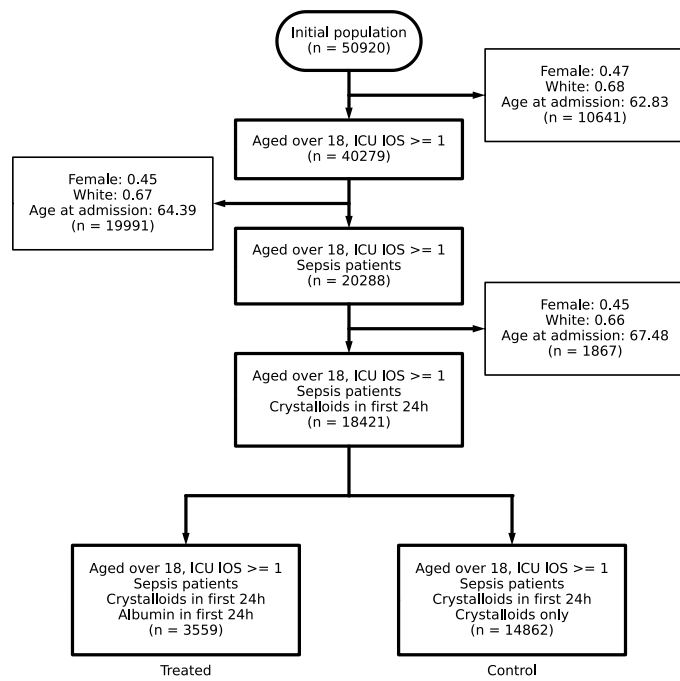 Initial population
(n = 50920)
Female: 0.47
White: 0.68
Age at admission: 62.83
(n = 10641)
Aged over 18, ICU IOS >= 1
(n = 40279)
Female: 0.45
White: 0.67
Age at admission: 64.39
(n = 19991)
Aged over 18, ICU IOS >= 1
Sepsis patients
(n = 20288)
Female: 0.45
White: 0.66
Age at admission: 67.48
(n = 1867)
Aged over 18, ICU IOS >= 1
Sepsis patients
Crystalloids in first 24h
(n = 18421)
Aged over 18, ICU IOS >= 1
Sepsis patients
Crystalloids in first 24h
Albumin in first 24h
(n = 3559)
Treated
Aged over 18, ICU IOS >= 1
Sepsis patients
Crystalloids in first 24h
Crystalloids only
(n = 14862)
Control